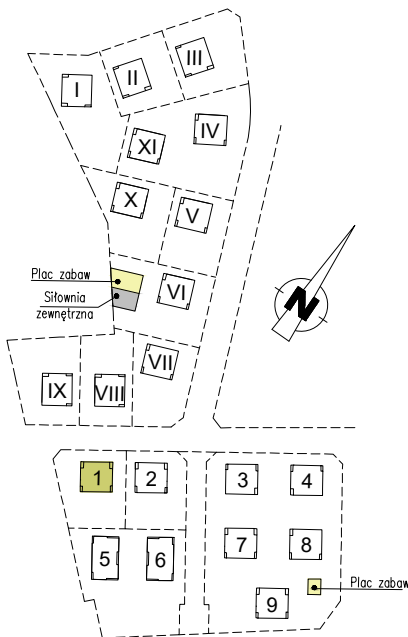 I
II
III
IV
XI
X
V
Plac zabaw
Siłownia
zewnętrzna
VI
VII
IX
VIII
N
1
2
3
4
5
6
7
8
9
Plac zabaw